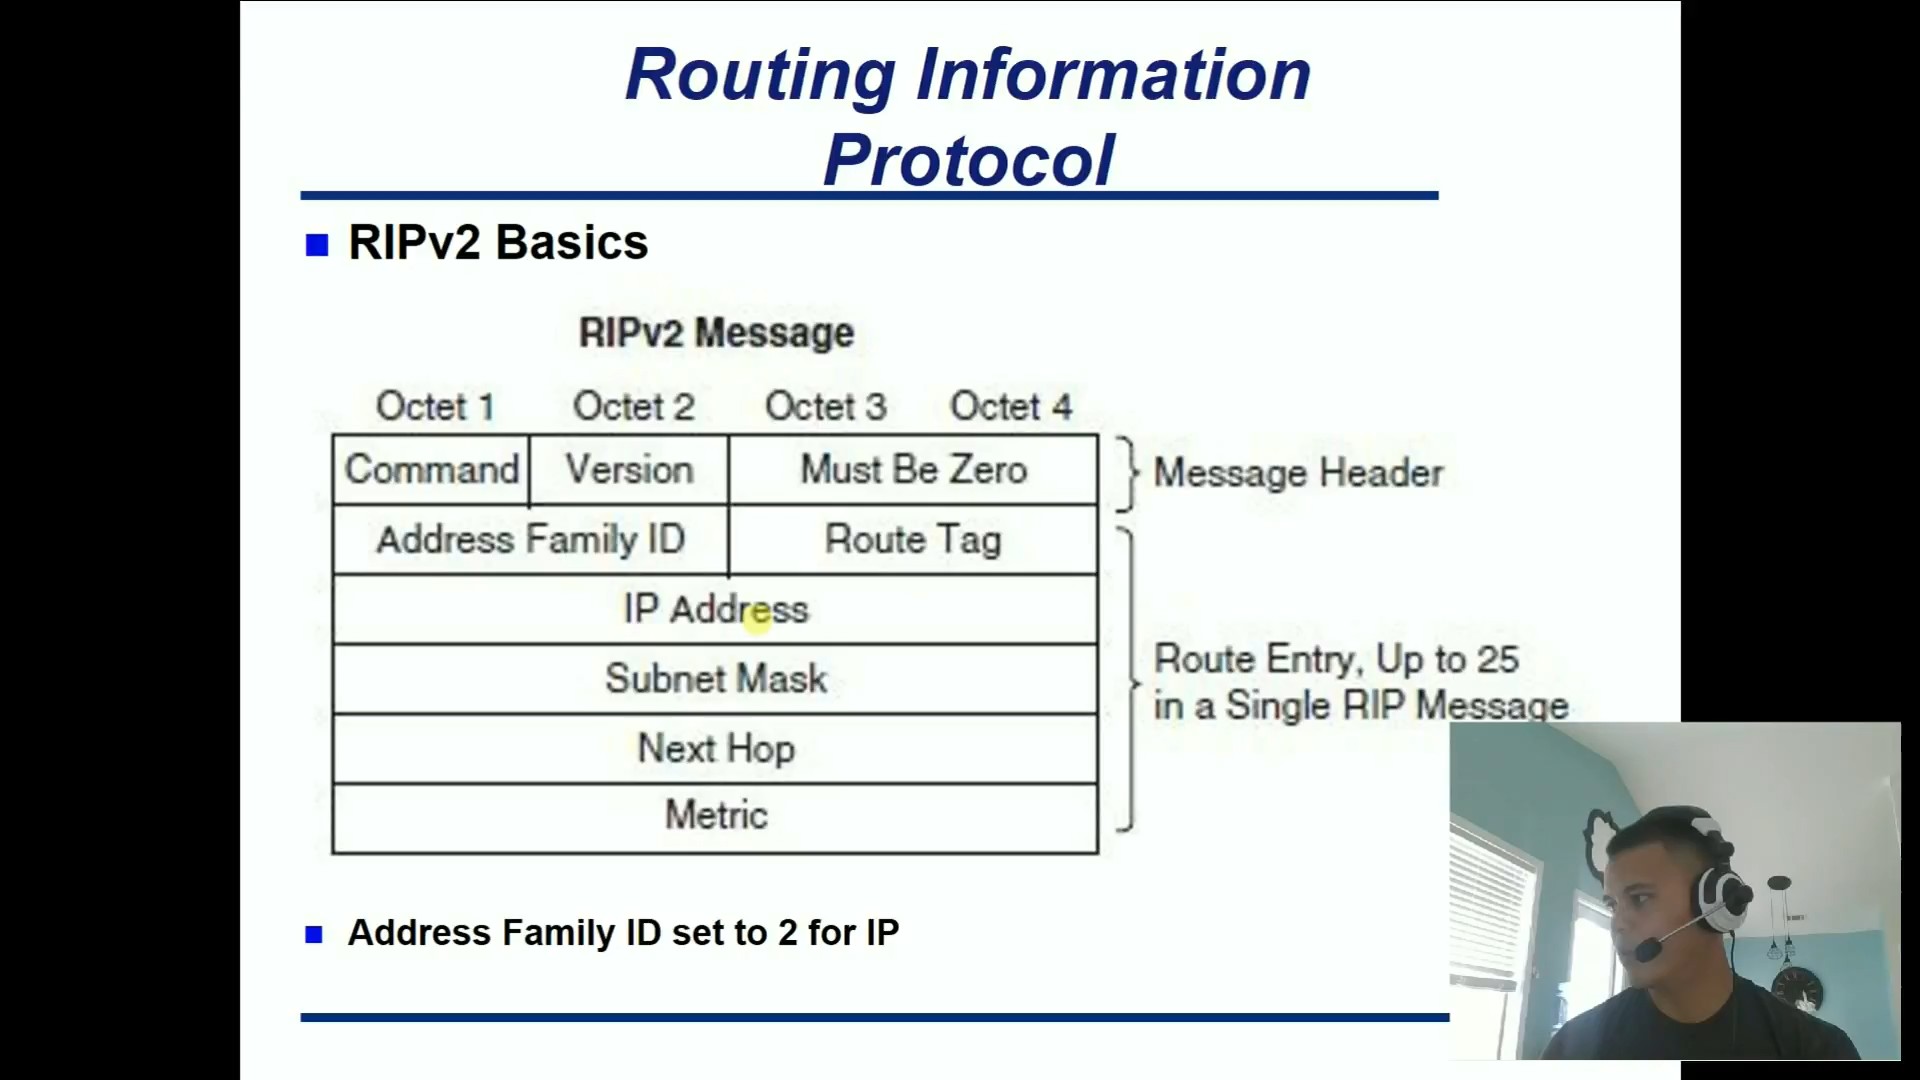 Routing Information
Protocol
RIPv2 Basics
RIPv2 Message
Octet 1 Octet 2 Octet 3 Octet 4
Command Version Must Be Zero Message Header
Address Family ID Route Tag
IP Address
Subnet Mask
Route Entry, Up to 25
in a Single RIP Message
Next Hop
Metric
Address Family ID set to 2 for IP